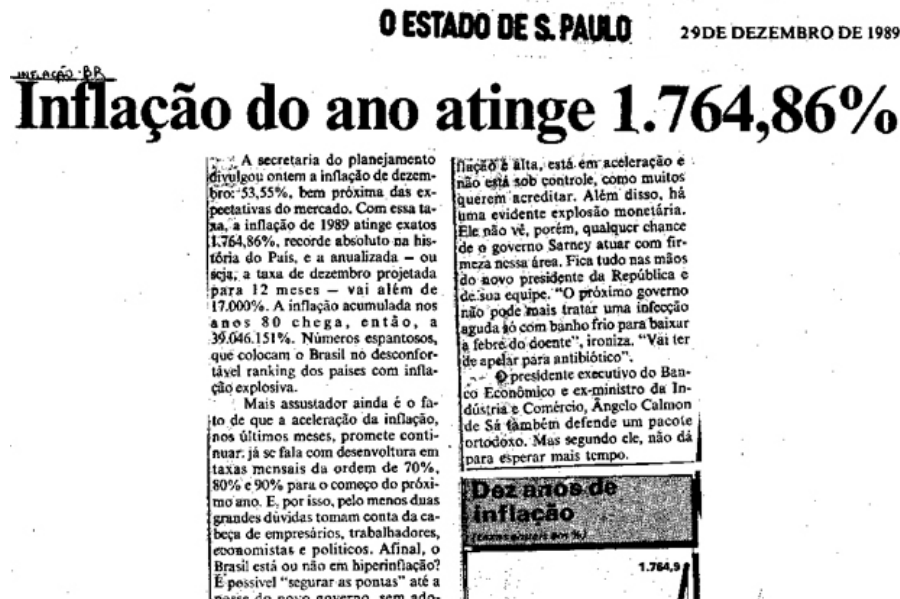 O ESTADO DE S. PAULO
29 DE DEZEMBRO DE 1989
INFLAÇÃO-BR
Inflação do ano atinge 1.764,86%
A secretaria do planejamento
divulgou ontem a inflação de dezem-
bro: 53,55%, bem próxima das ex-
pectativas do mercado. Com essa ta-
xa, a inflação de 1989 atinge exatos
1.764,86%, recorde absoluto na his-
tória do País, e a anualizada — ou
seja, a taxa de dezembro projetada
para 12 meses — vai além de
17.000%. A inflação acumulada nos
anos 80 chega, então, a
39.046.151%. Números espantosos,
que colocam o Brasil no desconfor-
tável ranking dos países com infla-
ção explosiva.
Mais assustador ainda é o fa-
to de que a aceleração da inflação,
nos últimos meses, promete conti-
nuar: já se fala com desenvoltura em
taxas mensais da ordem de 70%,
80% e 90% para o começo do próxi-
mo ano. E, por isso, pelo menos duas
grandes dúvidas tomam conta da ca-
beça de empresários, trabalhadores,
economistas e políticos. Afinal, o
Brasil está ou não em hiperinflação?
É possível "segurar as pontas" até a
posse do novo governo, sem ado-
flação é alta, está em aceleração e
não está sob controle, como muitos
querem acreditar. Além disso, há
uma evidente explosão monetária.
Ele não vê, porém, qualquer chance
de o governo Sarney atuar com fir-
meza nessa área. Fica tudo nas mãos
do novo presidente da República e
de sua equipe. "O próximo governo
não pode mais tratar uma infecção
aguda só com banho frio para baixar
a febre do doente", ironiza. "Vai ter
de apelar para antibiótico".
O presidente executivo do Ban-
co Econômico e ex-ministro da In-
dústria e Comércio, Ângelo Calmon
de Sá também defende um pacote
ortodoxo. Mas segundo ele, não dá
para esperar mais tempo.
Dez anos de
inflação
(taxas anuais em %)
1.764,9